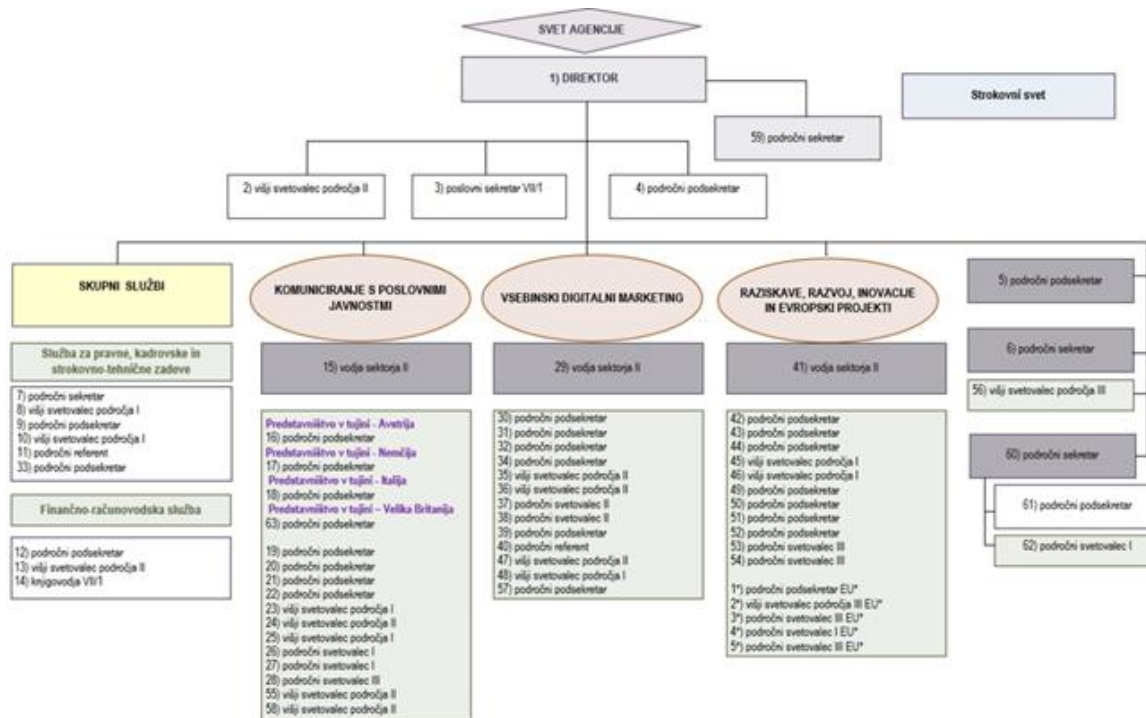 SVET AGENCIJE
1) DIREKTOR
Strokovni svet
59) področni sekretar
2) višji svetovalec področja II
3) poslovni sekretar VII/1
4) področni podsekretar
SKUPNI SLUŽBI
Služba za pravne, kadrovske in
strokovno-tehnične zadeve
7) področni sekretar
8) višji svetovalec področja I
9) področni podsekretar
10) višji svetovalec področja I
11) področni referent
33) področni podsekretar
Finančno-računovodska služba
12) področni podsekretar
13) višji svetovalec področja II
14) knjigovodja VII/1
KOMUNICIRANJE S POSLOVNIMI
JAVNOSTMI
15) vodja sektorja II
Predstavništvo v tujini - Avstrija
16) področni podsekretar
Predstavništvo v tujini - Nemčija
17) področni podsekretar
Predstavništvo v tujini - Italija
18) področni podsekretar
Predstavništvo v tujini – Velika Britanija
63) področni podsekretar
19) področni podsekretar
20) področni podsekretar
21) področni podsekretar
22) področni podsekretar
23) višji svetovalec področja I
24) višji svetovalec področja II
25) višji svetovalec področja I
26) področni svetovalec I
27) področni svetovalec I
28) področni svetovalec III
55) višji svetovalec področja II
58) višji svetovalec področja II
VSEBINSKI DIGITALNI MARKETING
29) vodja sektorja II
30) področni podsekretar
31) področni podsekretar
32) področni podsekretar
34) področni podsekretar
35) višji svetovalec področja II
36) višji svetovalec področja II
37) področni svetovalec II
38) področni svetovalec II
39) področni podsekretar
40) področni referent
47) višji svetovalec področja II
48) višji svetovalec področja I
57) področni podsekretar
RAZISKAVE, RAZVOJ, INOVACIJE
IN EVROPSKI PROJEKTI
41) vodja sektorja II
42) področni podsekretar
43) področni podsekretar
44) področni podsekretar
45) višji svetovalec področja I
46) višji svetovalec področja I
49) področni podsekretar
50) področni podsekretar
51) področni podsekretar
52) področni podsekretar
53) področni svetovalec III
54) področni svetovalec III
1*) področni podsekretar EU*
2*) višji svetovalec področja III EU*
3*) področni svetovalec III EU*
4*) področni svetovalec I EU*
5*) področni svetovalec III EU*
5) področni podsekretar
6) področni sekretar
56) višji svetovalec področja III
60) področni sekretar
61) področni podsekretar
62) področni svetovalec I